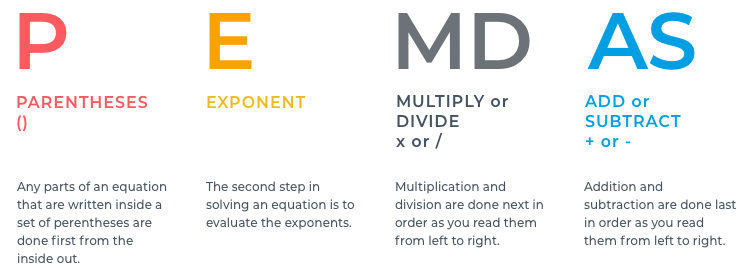 P
PARENTHESES
()
Any parts of an equation
that are written inside a
set of perentheses are
done first from the
inside out.
E
EXPONENT
The second step in
solving an equation is to
evaluate the exponents.
MD
MULTIPLY or
DIVIDE
x or /
Multiplication and
division are done next in
order as you read them
from left to right.
AS
ADD or
SUBTRACT
+ or -
Addition and
subtraction are done last
in order as you read
them from left to right.